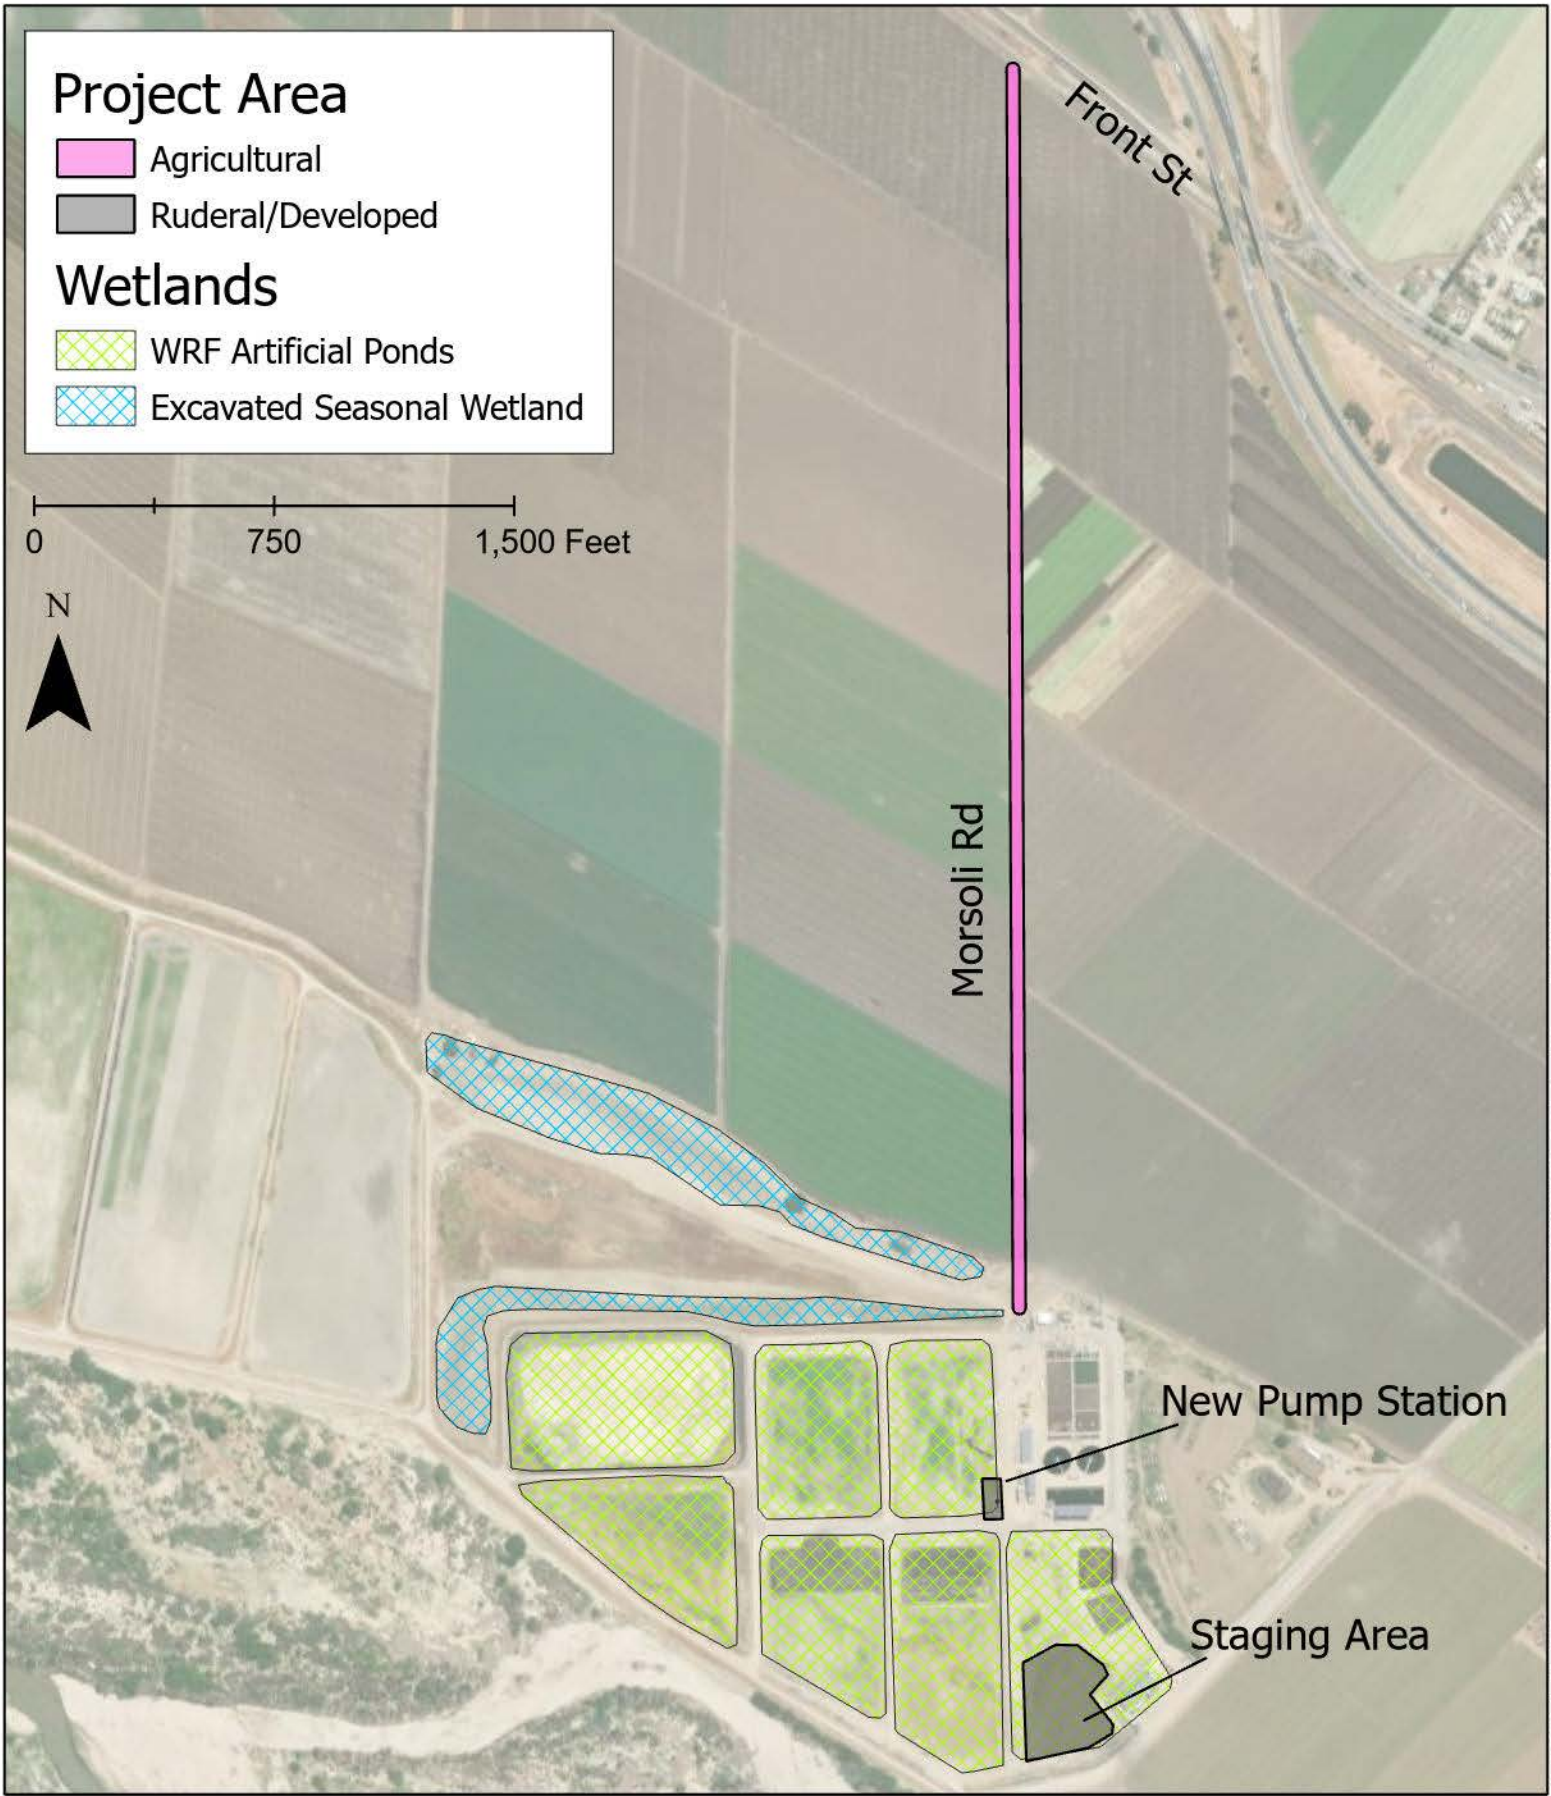 Project Area
Agricultural
Ruderal/Developed
Wetlands
WRF Artificial Ponds
Excavated Seasonal Wetland
0 750 1,500 Feet
N
Front St
Morsoli Rd
New Pump Station
Staging Area